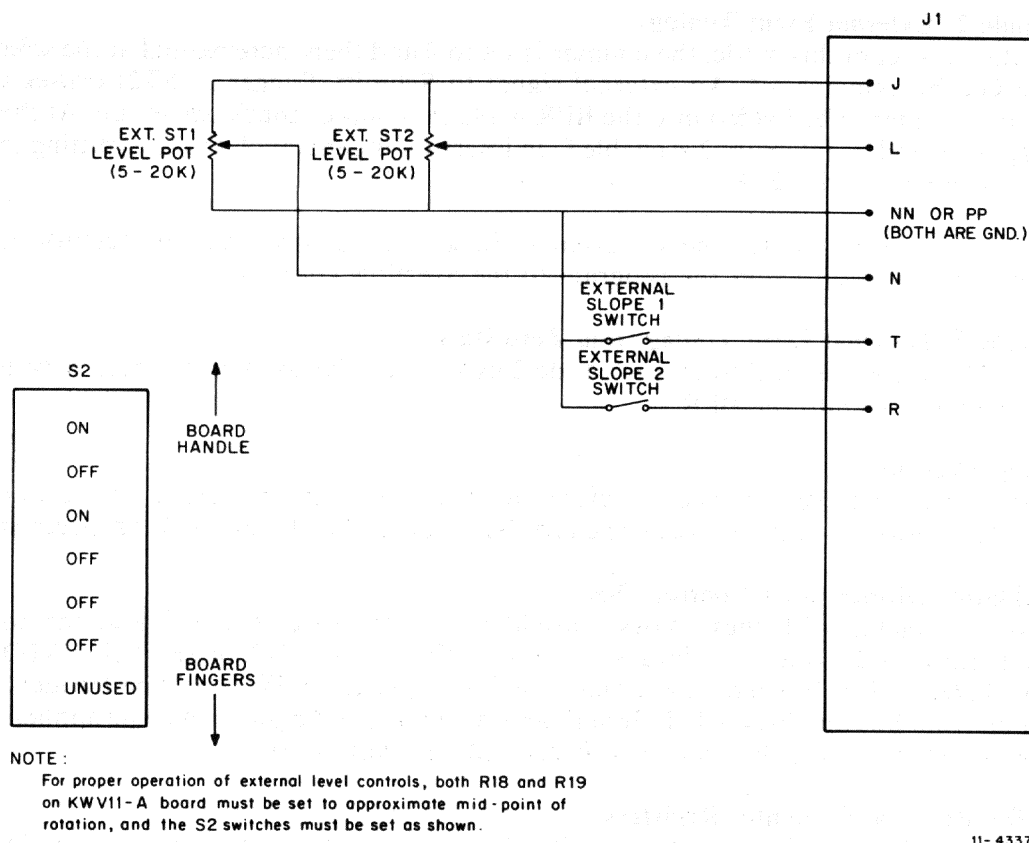 J1
J
EXT. ST1
LEVEL POT
(5-20K)
EXT. ST2
LEVEL POT
(5-20K)
L
NN OR PP
(BOTH ARE GND.)
N
EXTERNAL
SLOPE 1
SWITCH
T
EXTERNAL
SLOPE 2
SWITCH
R
S2
ON
OFF
ON
OFF
OFF
OFF
UNUSED
BOARD
HANDLE
BOARD
FINGERS
NOTE:
For proper operation of external level controls, both R18 and R19
on KWV11-A board must be set to approximate mid-point of
rotation, and the S2 switches must be set as shown.
11-4337